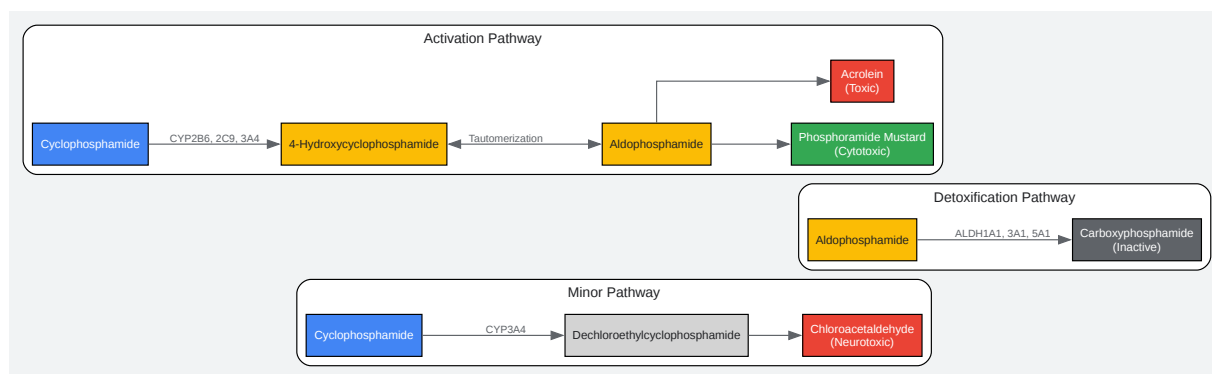 Activation Pathway
Acrolein
(Toxic)
Cyclophosphamide
CYP2B6, 2C9, 3A4
4-Hydroxycyclophosphamide
Tautomerization
Aldophosphamide
Phosphoramide Mustard
(Cytotoxic)
Detoxification Pathway
Aldophosphamide
ALDH1A1, 3A1, 5A1
Carboxyphosphamide
(Inactive)
Minor Pathway
Cyclophosphamide
CYP3A4
Dechloroethylcyclophosphamide
Chloroacetaldehyde
(Neurotoxic)